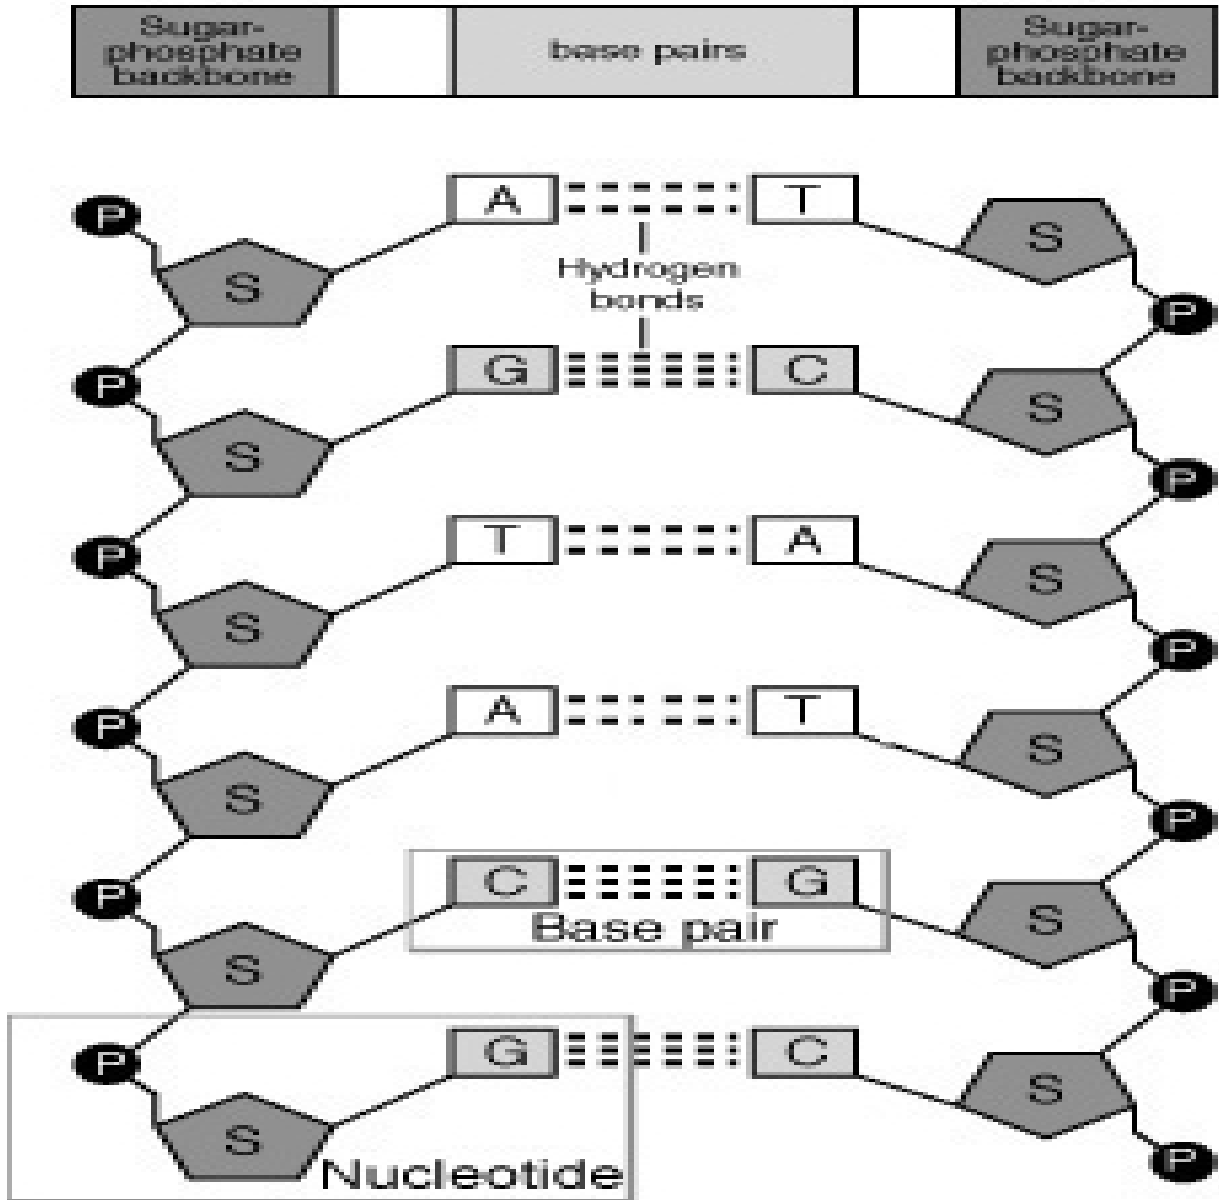 Sugar-
phosphate
backbone
base pairs
Sugar-
phosphate
backbone
P
A
T
S
S
Hydrogen
bonds
P
P
G
C
S
S
P
P
T
A
S
S
P
P
A
T
S
S
P
P
C
G
Base pair
S
S
P
P
G
C
S
S
P
Nucleotide